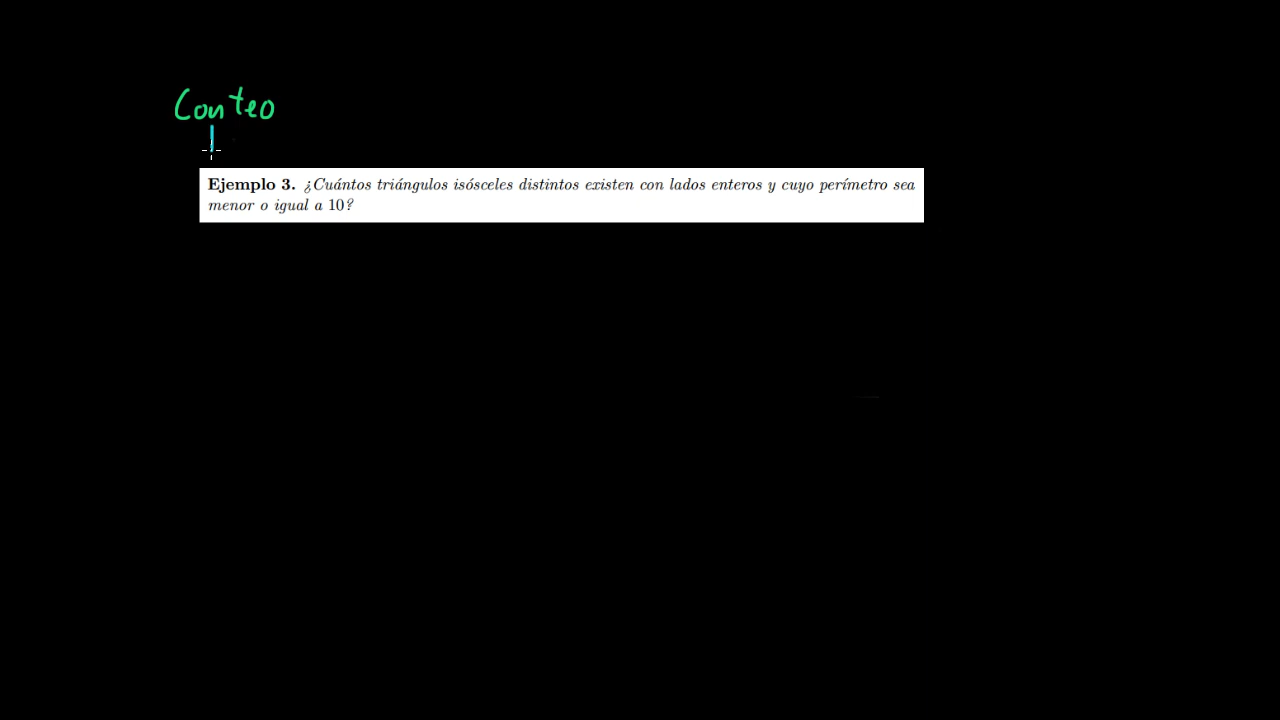 Conteo
Ejemplo 3. ¿Cuántos triángulos isósceles distintos existen con lados enteros y cuyo perímetro sea
menor o igual a 10?